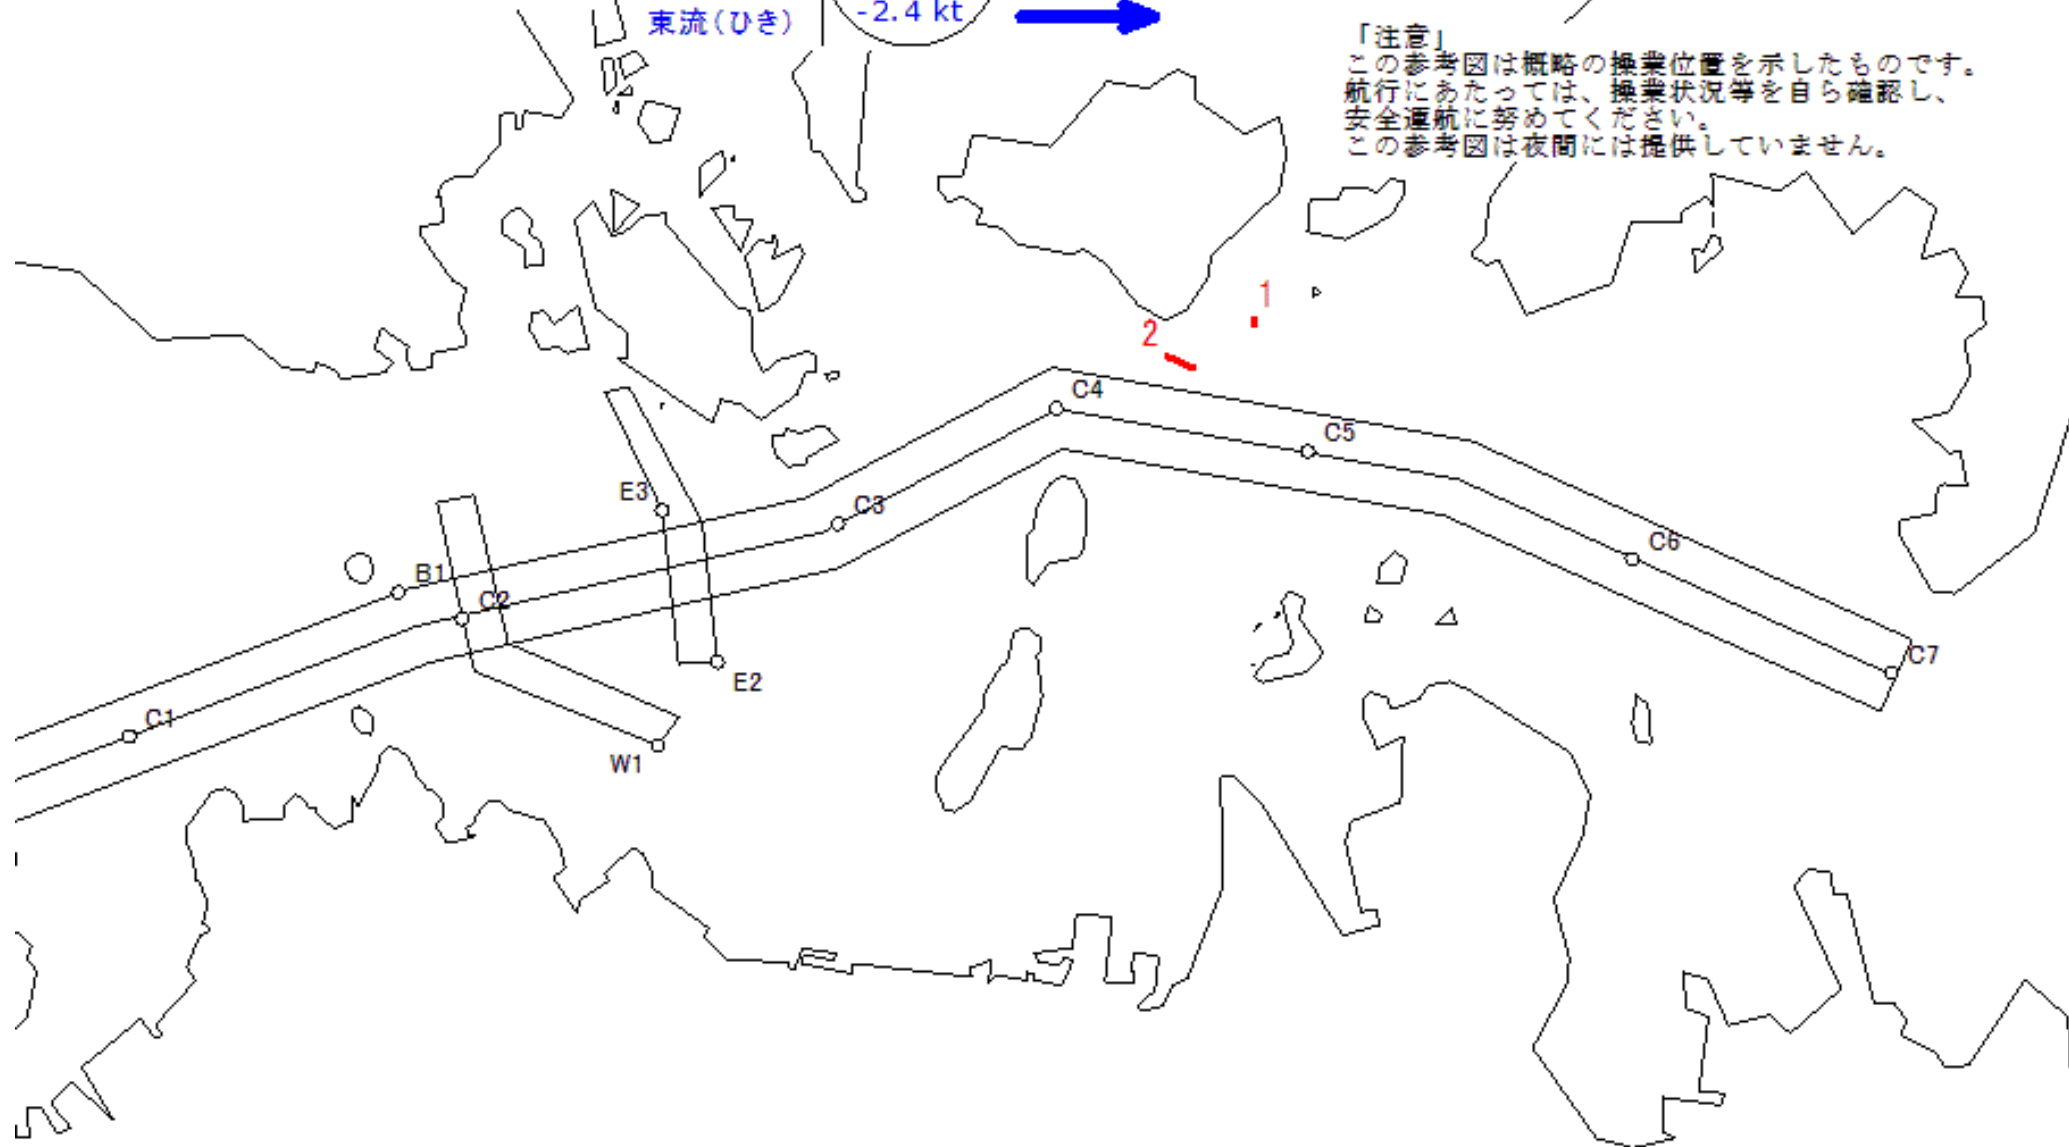 東流(ひき)
-2.4 kt
「注意」
この参考図は概略の操業位置を示したものです。
航行にあたっては、操業状況等を自ら確認し、
安全運航に努めてください。
この参考図は夜間には提供していません。
1
2
C4
C5
E3
C3
C6
B1
C2
C7
E2
C1
W1